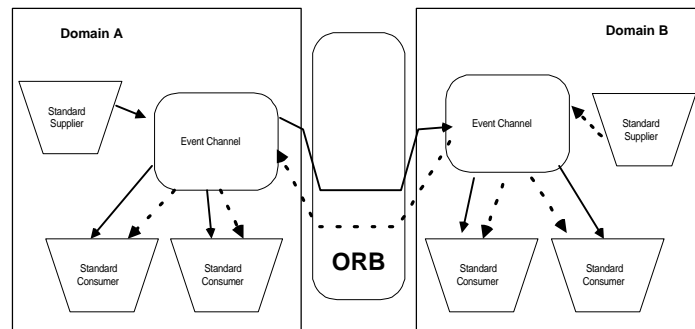 Domain A
Domain B
Standard
Supplier
Event Channel
Event Channel
Standard
Supplier
ORB
Standard
Consumer
Standard
Consumer
Standard
Consumer
Standard
Consumer